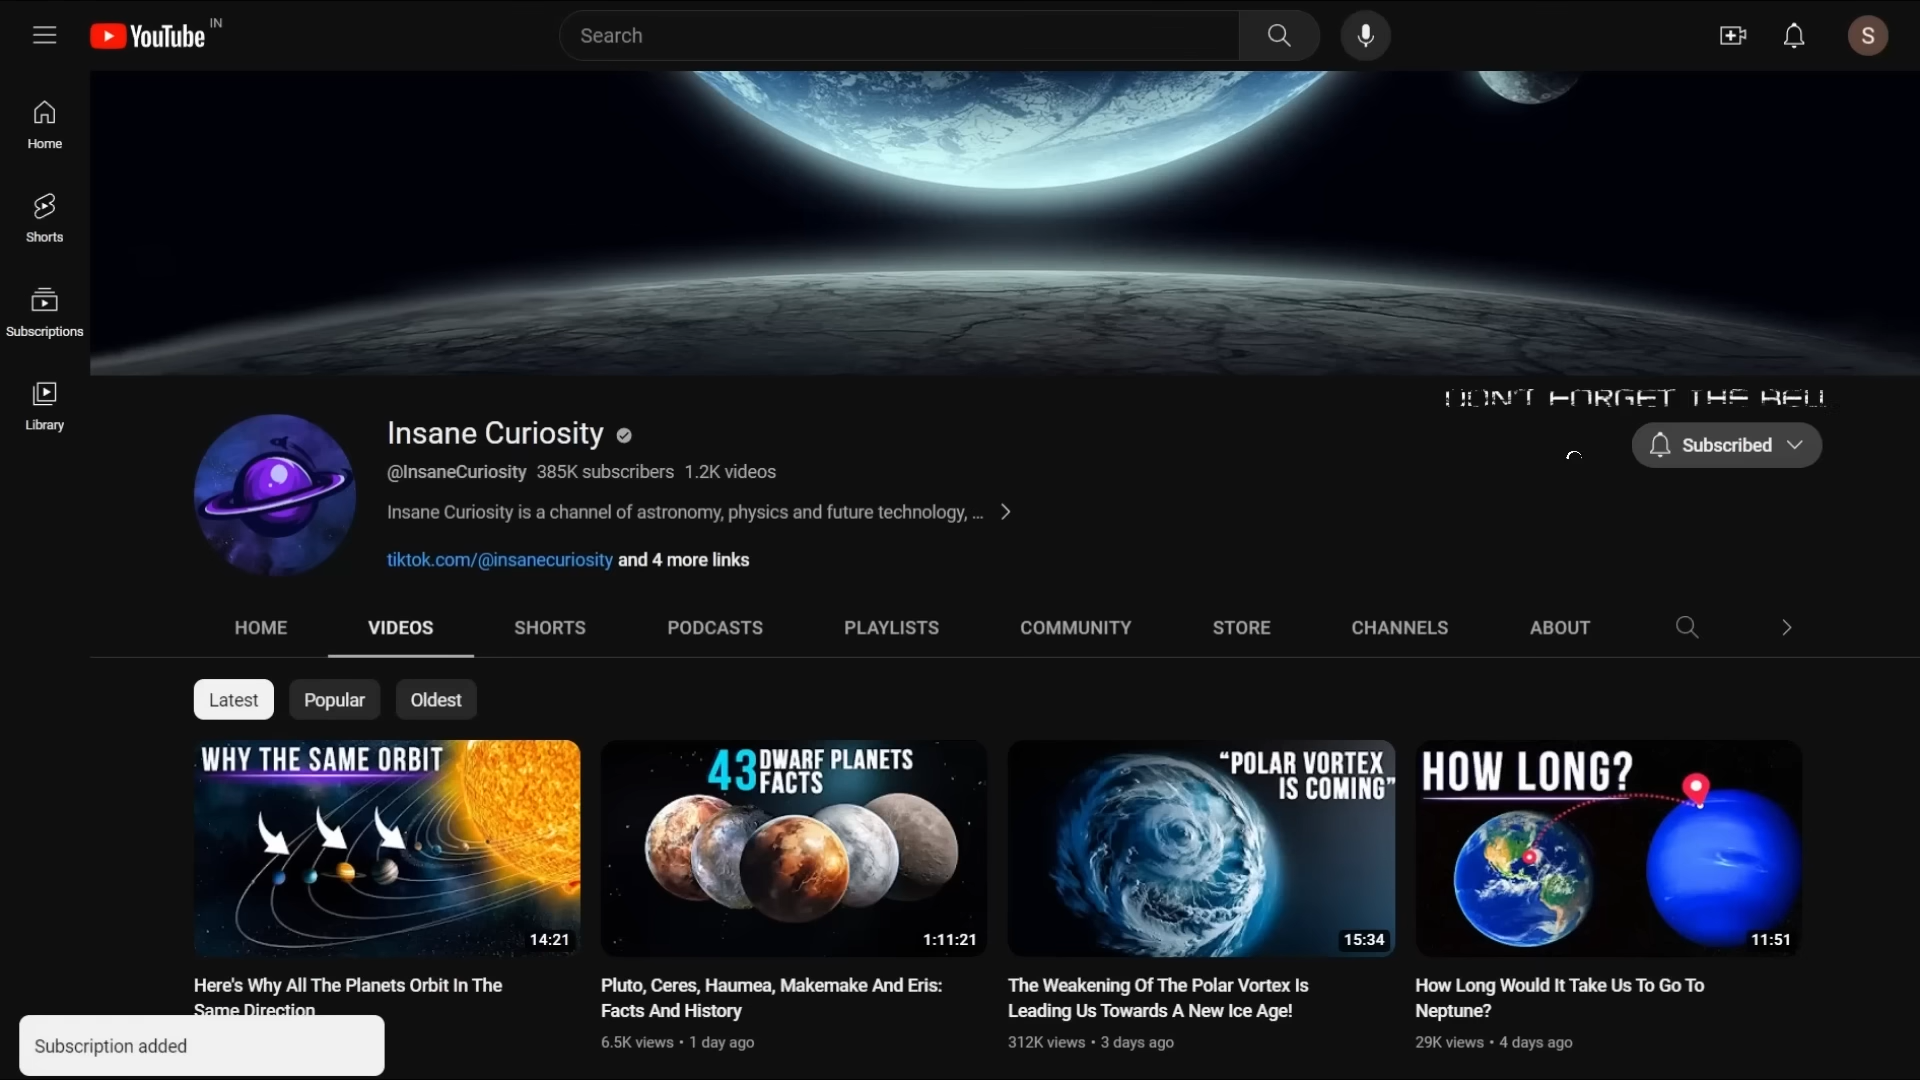 YouTube IN
Search
S
Home
Shorts
Subscriptions
Library
DON'T FORGET THE BELL
Insane Curiosity
@InsaneCuriosity 385K subscribers 1.2K videos
Subscribed
Insane Curiosity is a channel of astronomy, physics and future technology, ...
tiktok.com/@insanecuriosity and 4 more links
HOME VIDEOS SHORTS PODCASTS PLAYLISTS COMMUNITY STORE CHANNELS ABOUT
Latest Popular Oldest
WHY THE SAME ORBIT
14:21
43 DWARF PLANETS
FACTS
1:11:21
“POLAR VORTEX
IS COMING”
15:34
HOW LONG?
11:51
Here's Why All The Planets Orbit In The
Same Direction
Pluto, Ceres, Haumea, Makemake And Eris:
Facts And History
6.5K views • 1 day ago
The Weakening Of The Polar Vortex Is
Leading Us Towards A New Ice Age!
312K views • 3 days ago
How Long Would It Take Us To Go To
Neptune?
29K views • 4 days ago
Subscription added